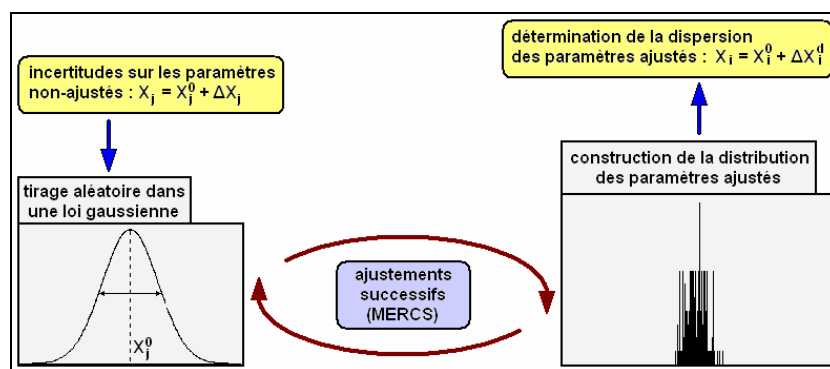 incertitudes sur les paramètres
non-ajustés : Xj = Xj⁰ + ΔXj
tirage aléatoire dans
une loi gaussienne
Xj⁰
ajustements
successifs
(MERCS)
détermination de la dispersion
des paramètres ajustés : Xi = Xi⁰ + ΔXiᵈ
construction de la distribution
des paramètres ajustés